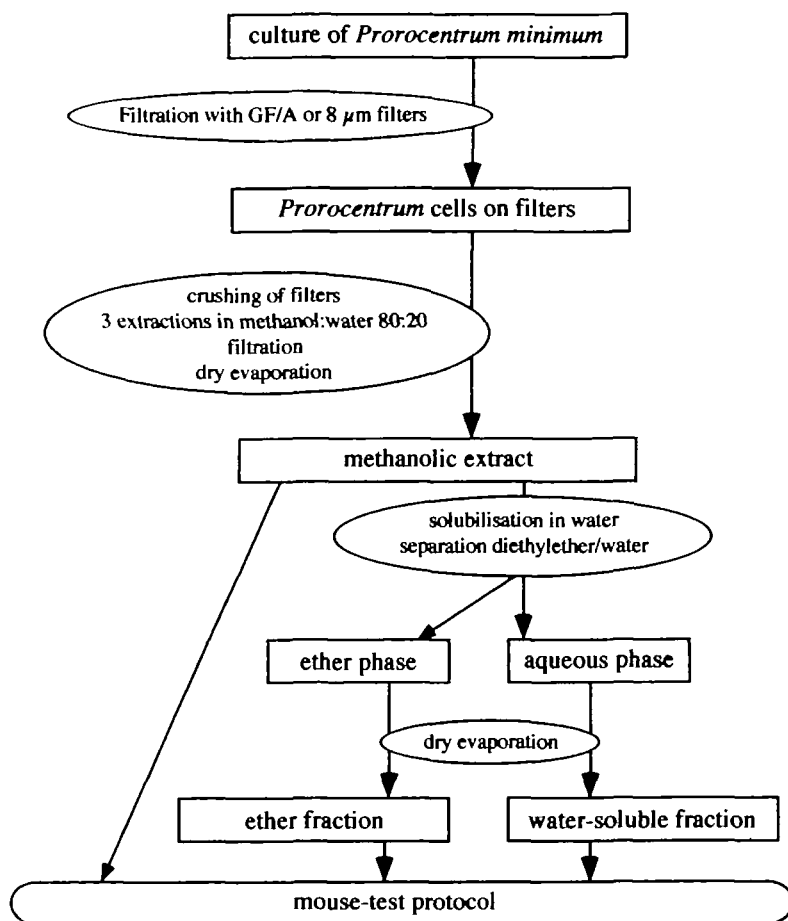 culture of Prorocentrum minimum
Filtration with GF/A or 8 µm filters
Prorocentrum cells on filters
crushing of filters
3 extractions in methanol:water 80:20
filtration
dry evaporation
methanolic extract
solubilisation in water
separation diethylether/water
ether phase
aqueous phase
dry evaporation
ether fraction
water-soluble fraction
mouse-test protocol